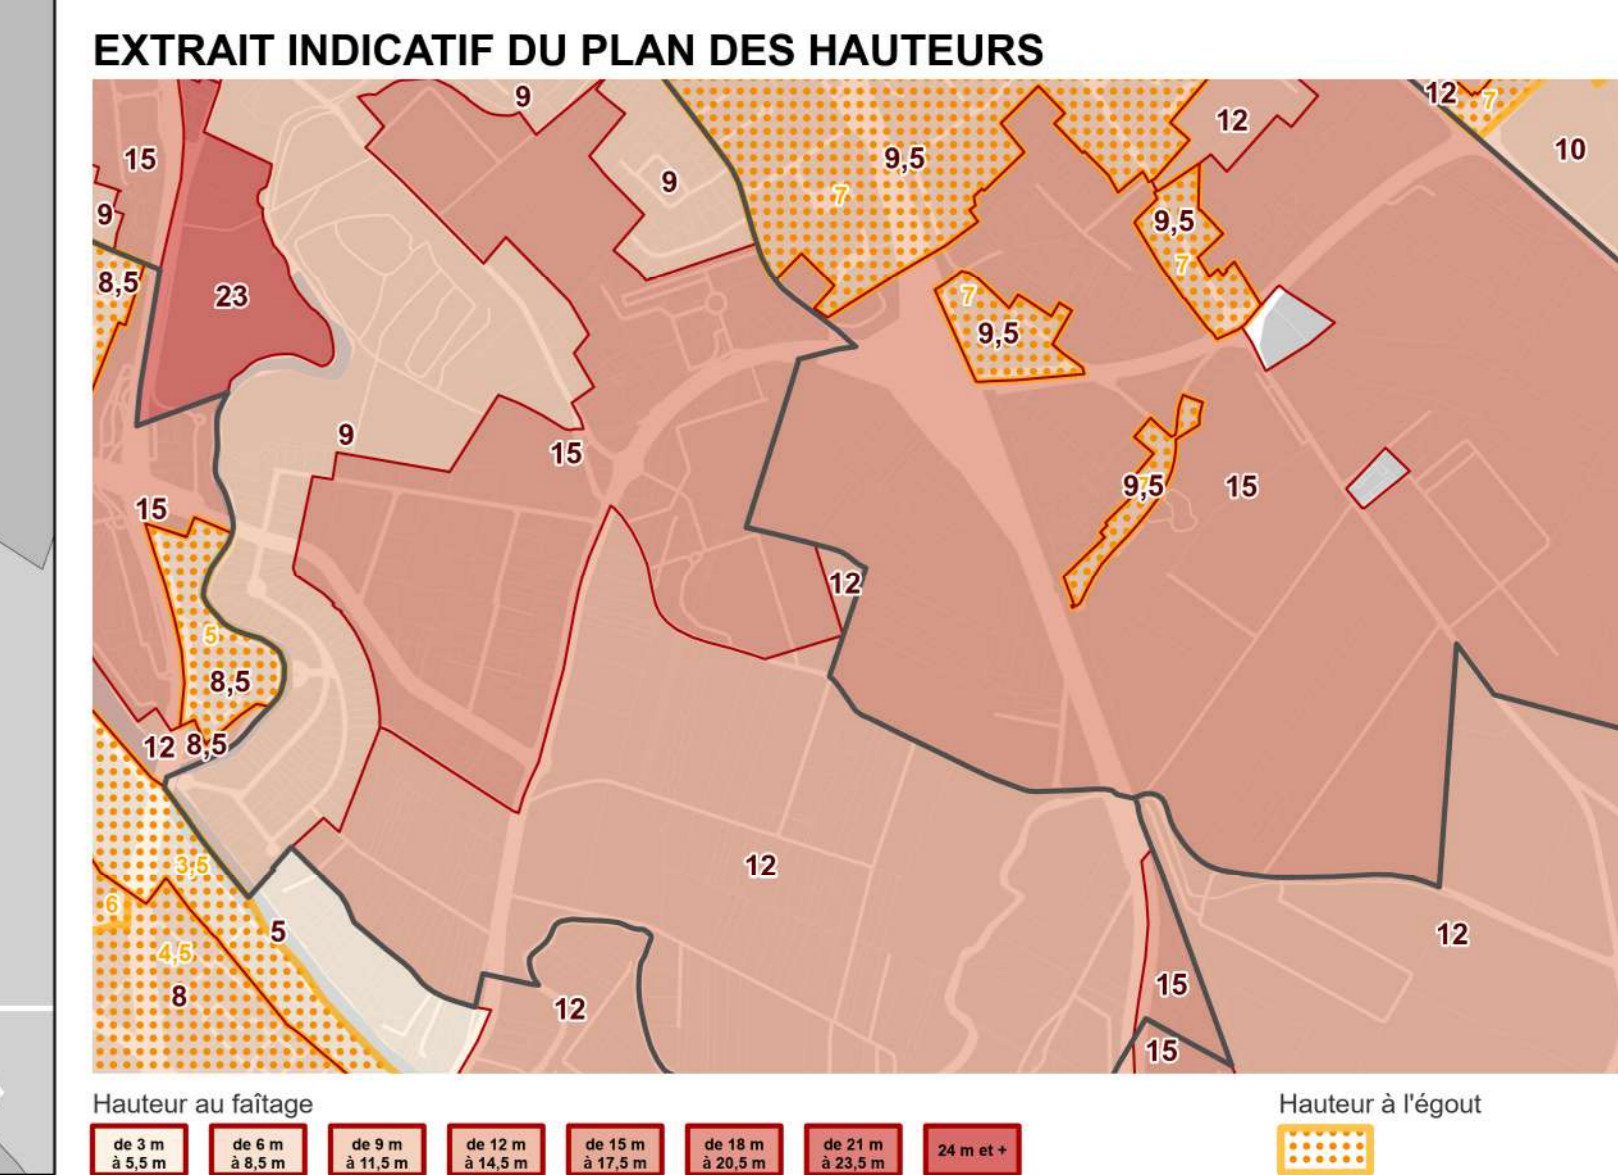 EXTRAIT INDICATIF DU PLAN DES HAUTEURS
9
12
12
7
15
9,5
10
9
7
9
9,5
8,5
23
7
7
9,5
9
15
15
9,5
15
12
5
8,5
12
8,5
3,5
12
6
5
12
4,5
8
12
15
15
Hauteur au faîtage
Hauteur à l'égout
de 3 m
à 5,5 m
de 6 m
à 8,5 m
de 9 m
à 11,5 m
de 12 m
à 14,5 m
de 15 m
à 17,5 m
de 18 m
à 20,5 m
de 21 m
à 23,5 m
24 m et +